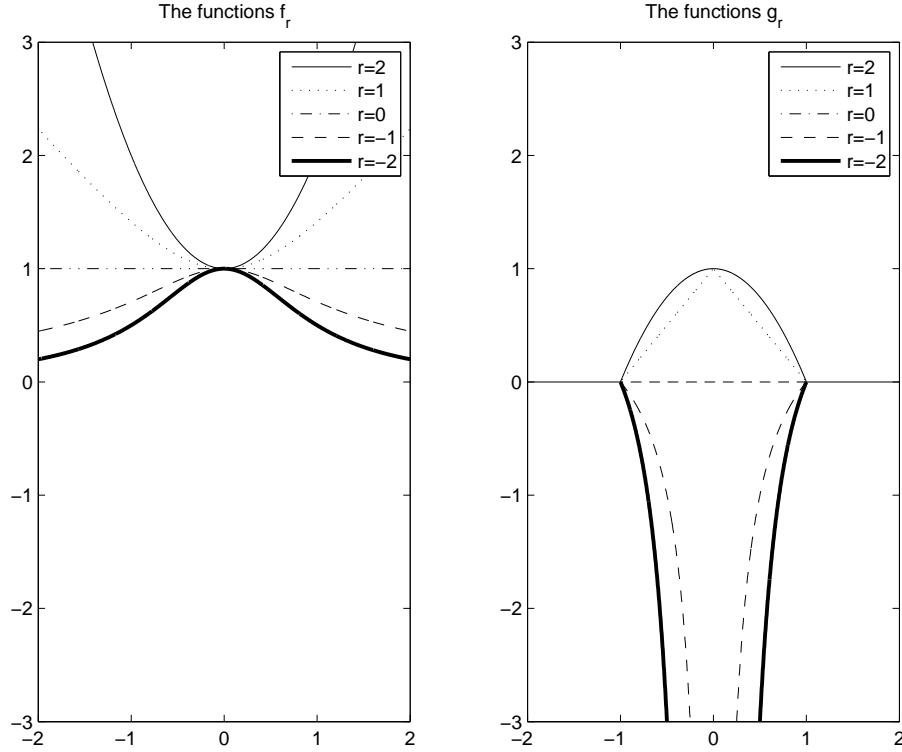 The functions f_r
3
2
1
0
−1
−2
−3
−2 −1 0 1 2
r=2
r=1
r=0
r=−1
r=−2
The functions g_r
3
2
1
0
−1
−2
−3
−2 −1 0 1 2
r=2
r=1
r=0
r=−1
r=−2